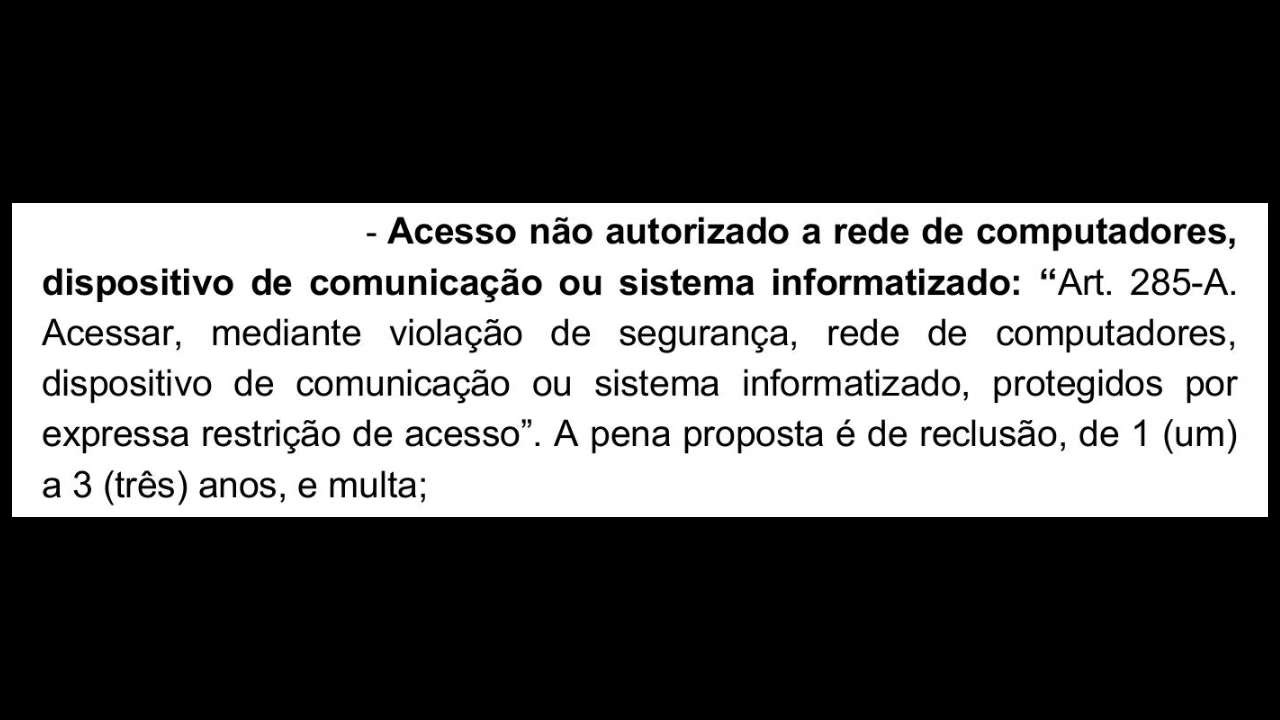 - Acesso não autorizado a rede de computadores,
dispositivo de comunicação ou sistema informatizado: “Art. 285-A.
Acessar, mediante violação de segurança, rede de computadores,
dispositivo de comunicação ou sistema informatizado, protegidos por
expressa restrição de acesso”. A pena proposta é de reclusão, de 1 (um)
a 3 (três) anos, e multa;